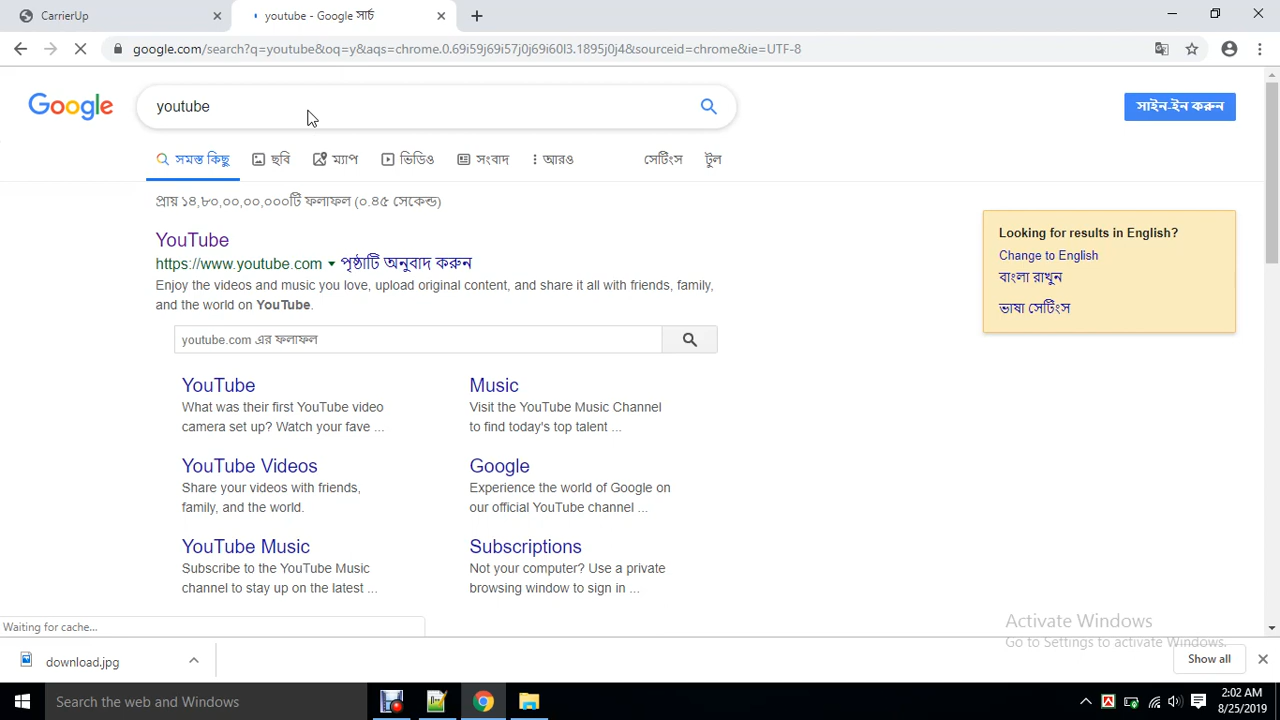 CarrierUp
youtube - Google সার্চ
google.com/search?q=youtube&oq=y&aqs=chrome.0.69i59j69i57j0j69i60l3.1895j0j4&sourceid=chrome&ie=UTF-8
Google
youtube
সাইন-ইন করুন
সমস্ত কিছু
ছবি
ম্যাপ
ভিডিও
সংবাদ
আরও
সেটিংস
টুল
প্রায় ১৪,৮০,০০,০০,০০০টি ফলাফল (০.৪৫ সেকেন্ড)
YouTube
https://www.youtube.com পৃষ্ঠাটি অনুবাদ করুন
Enjoy the videos and music you love, upload original content, and share it all with friends, family,
and the world on YouTube.
youtube.com এর ফলাফল
YouTube
What was their first YouTube video
camera set up? Watch your fave ...
Music
Visit the YouTube Music Channel
to find today's top talent ...
YouTube Videos
Share your videos with friends,
family, and the world.
Google
Experience the world of Google on
our official YouTube channel ...
YouTube Music
Subscribe to the YouTube Music
channel to stay up on the latest ...
Subscriptions
Not your computer? Use a private
browsing window to sign in ...
Looking for results in English?
Change to English
বাংলা রাখুন
ভাষা সেটিংস
Activate Windows
Go to Settings to activate Windows.
Waiting for cache...
download.jpg
Show all
Search the web and Windows
2:02 AM
8/25/2019